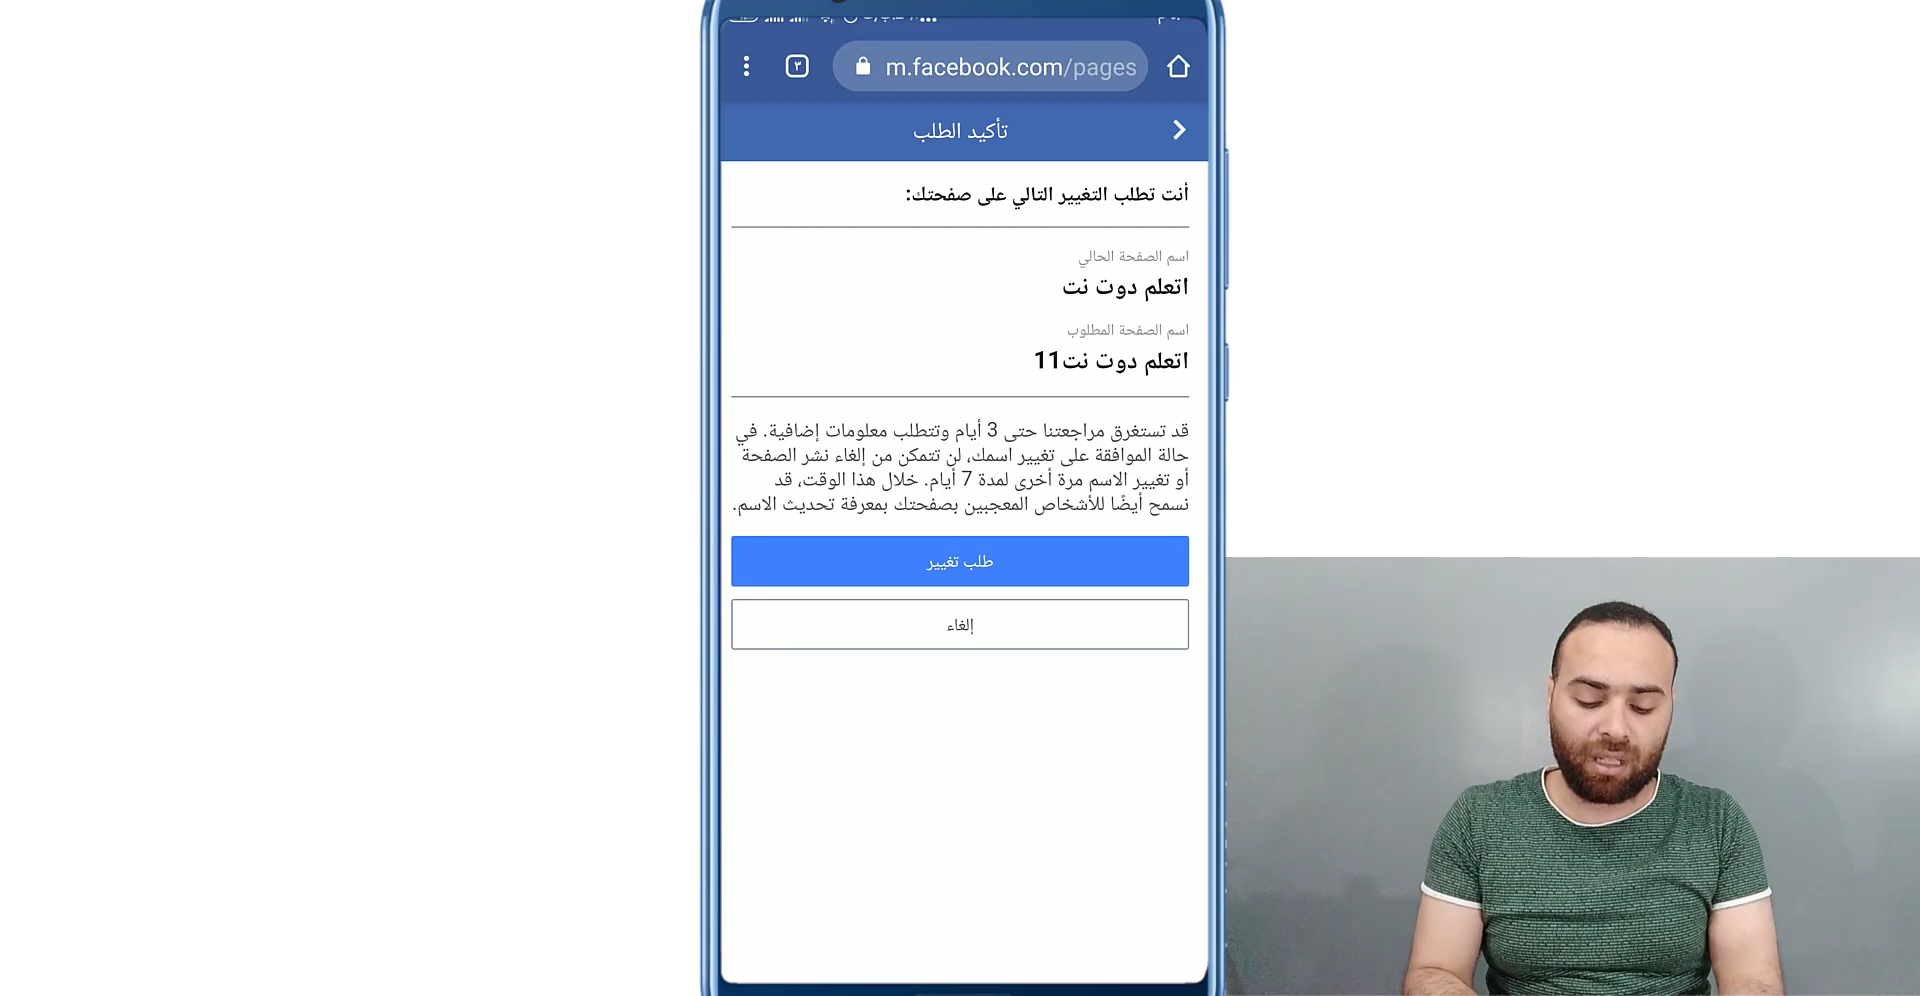 m.facebook.com/pages
٣
تأكيد الطلب
أنت تطلب التغيير التالي على صفحتك:
اسم الصفحة الحالي
اتعلم دوت نت
اسم الصفحة المطلوب
اتعلم دوت نت11
قد تستغرق مراجعتنا حتى 3 أيام وتتطلب معلومات إضافية. في
حالة الموافقة على تغيير اسمك، لن تتمكن من إلغاء نشر الصفحة
أو تغيير الاسم مرة أخرى لمدة 7 أيام. خلال هذا الوقت، قد
نسمح أيضًا للأشخاص المعجبين بصفحتك بمعرفة تحديث الاسم.
طلب تغيير
إلغاء